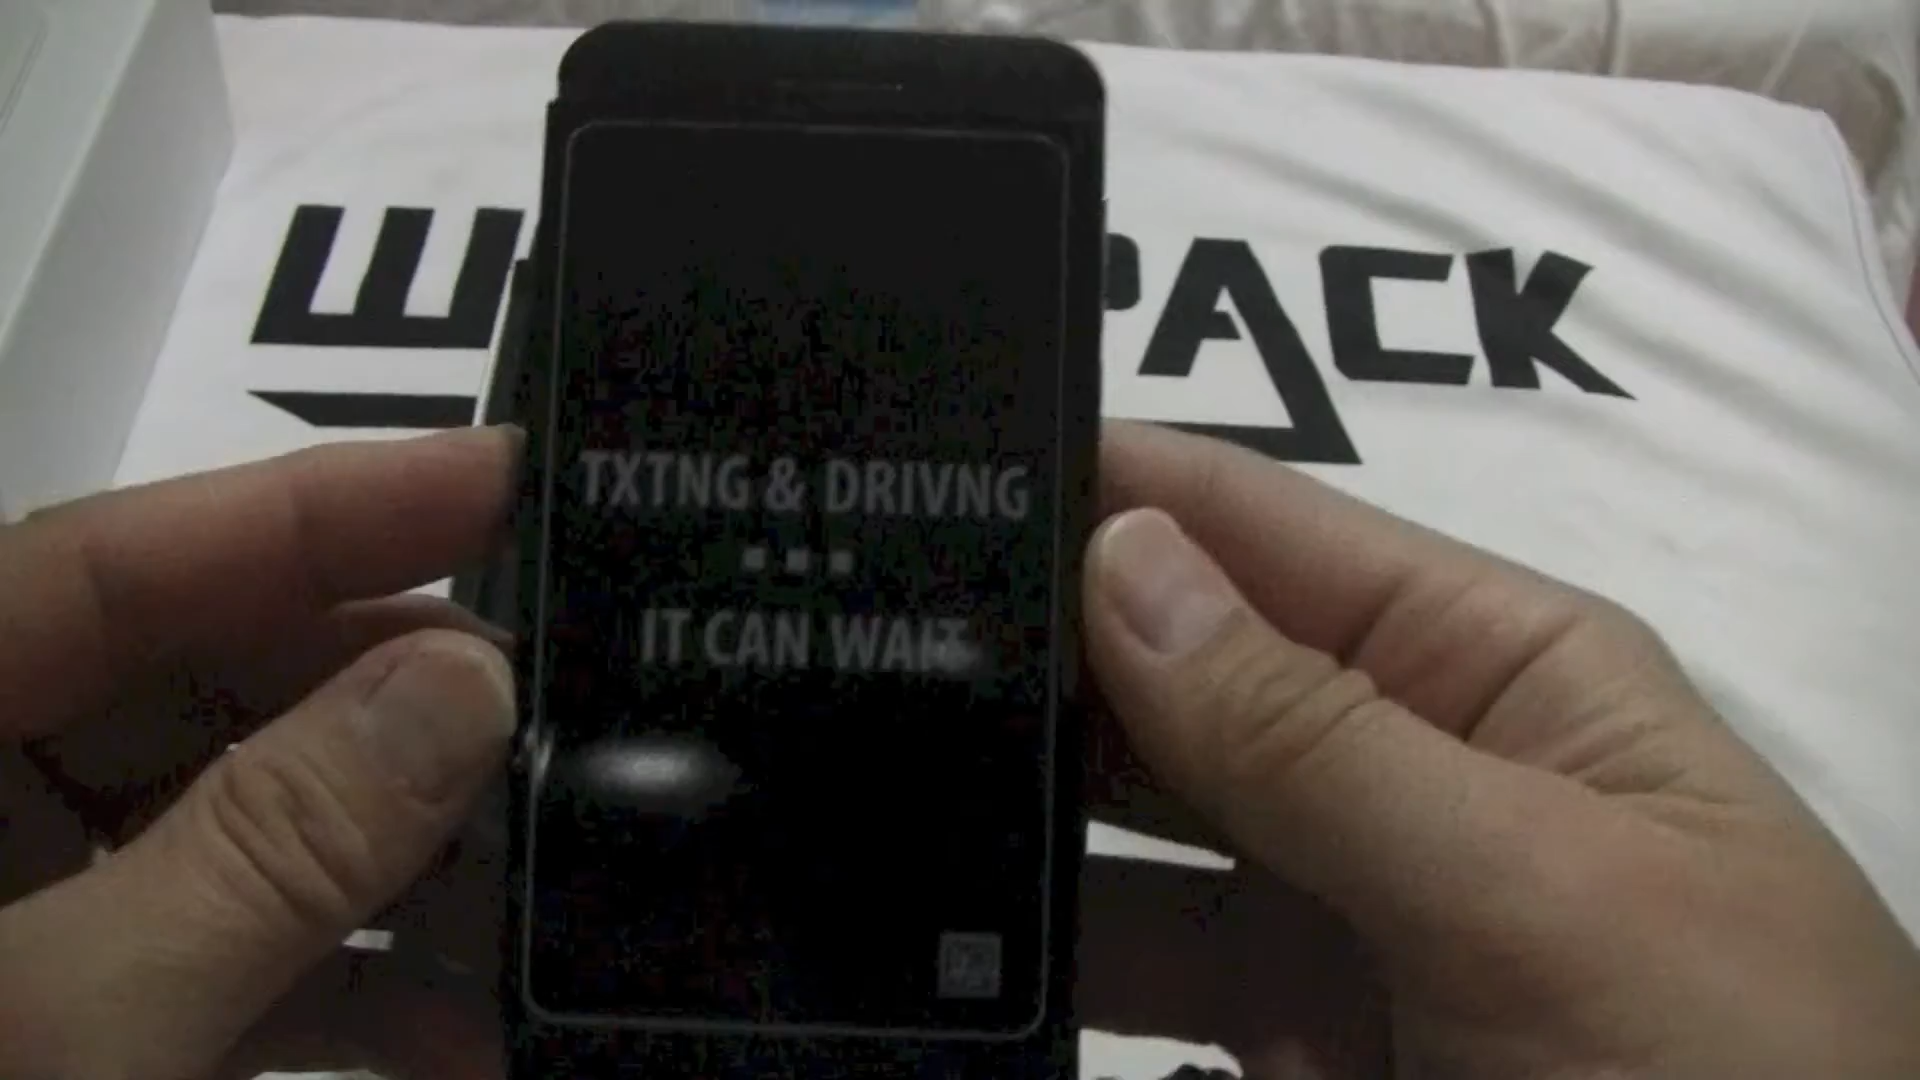 PACK
TXTNG & DRIVNG
...
IT CAN WAIT